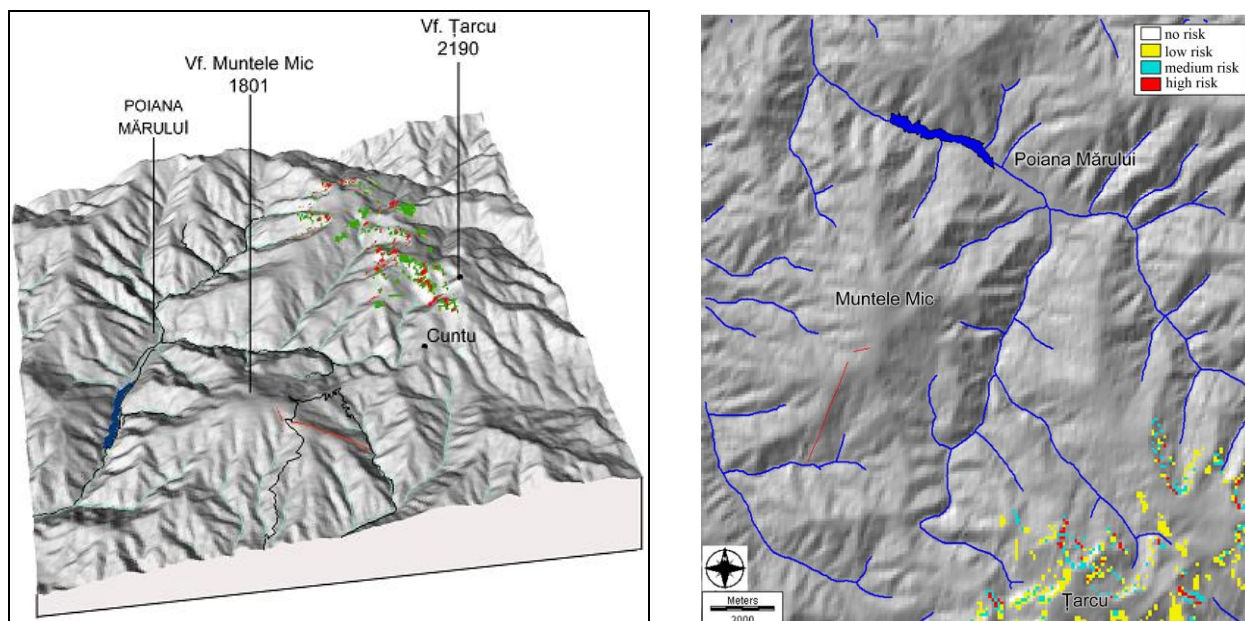 Vf. Țarcu
2190
Vf. Muntele Mic
1801
POIANA
MĂRULUI
Cuntu
no risk
low risk
medium risk
high risk
Poiana Mărului
Muntele Mic
Țarcu
N
Meters
2000